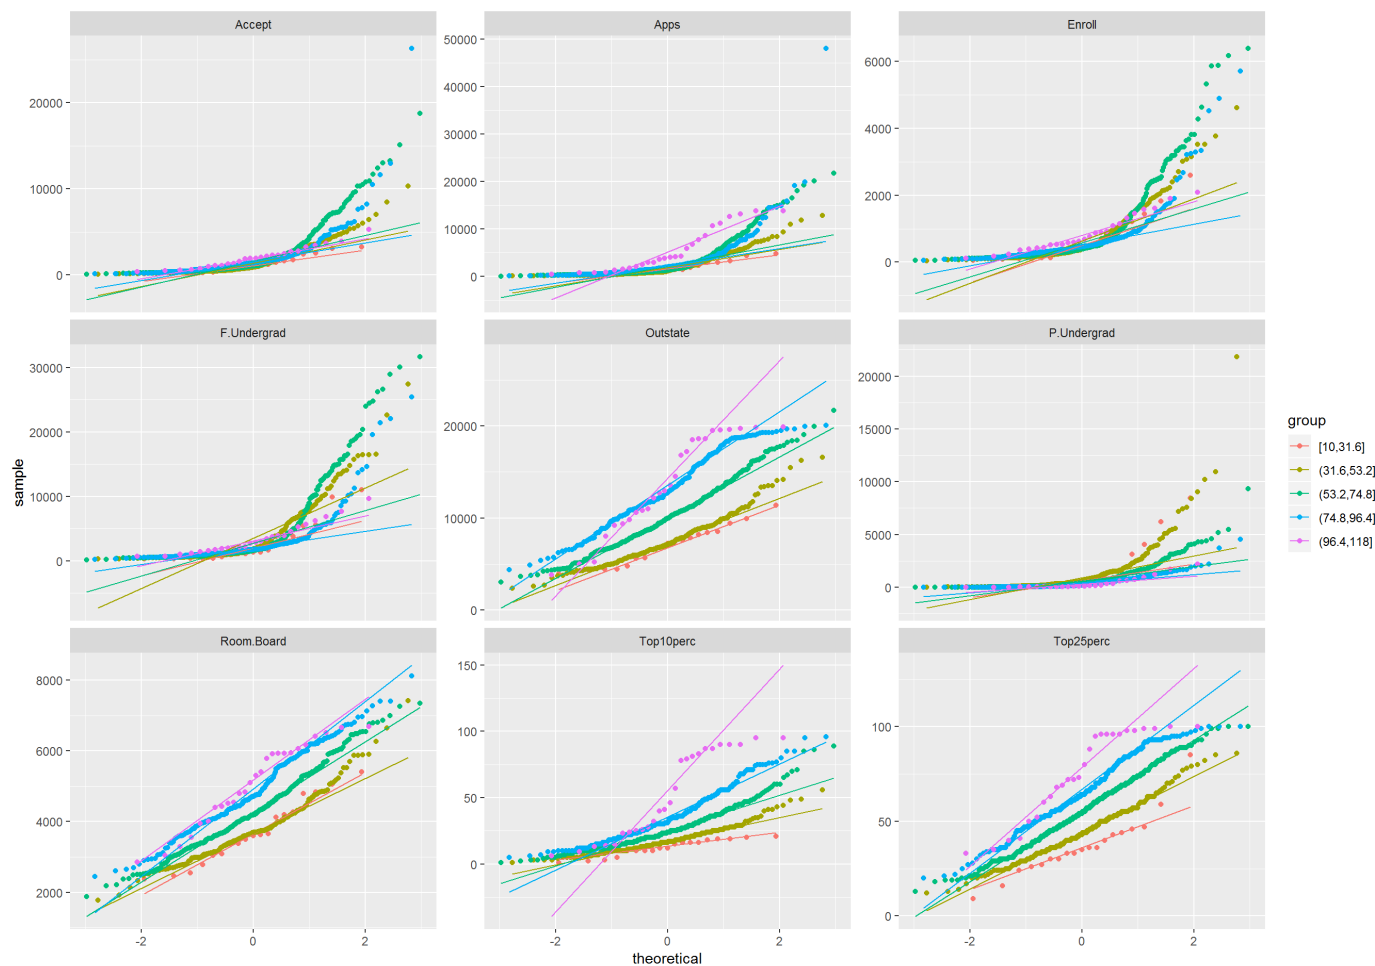 Accept
Apps
Enroll
20000
10000
0
50000
40000
30000
20000
10000
0
6000
4000
2000
0
F.Undergrad
Outstate
P.Undergrad
30000
20000
10000
0
20000
10000
0
20000
15000
10000
5000
0
Room.Board
Top10perc
Top25perc
8000
6000
4000
2000
150
100
50
0
100
50
0
-2 0 2
-2 0 2
-2 0 2
theoretical
sample
group
[10,31.6]
(31.6,53.2]
(53.2,74.8]
(74.8,96.4]
(96.4,118]